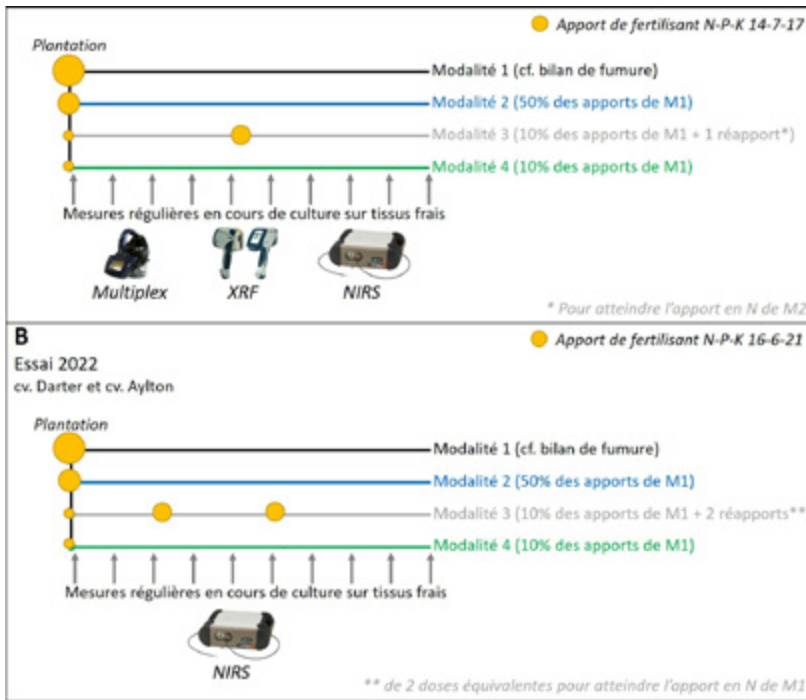 Apport de fertilisant N-P-K 14-7-17
Plantation
Modalité 1 (cf. bilan de fumure)
Modalité 2 (50% des apports de M1)
Modalité 3 (10% des apports de M1 + 1 réapport*)
Modalité 4 (10% des apports de M1)
Mesures régulières en cours de culture sur tissus frais
Multiplex
XRF
NIRS
* Pour atteindre l'apport en N de M2
B
Apport de fertilisant N-P-K 16-6-21
Essai 2022
cv. Darter et cv. Aylton
Plantation
Modalité 1 (cf. bilan de fumure)
Modalité 2 (50% des apports de M1)
Modalité 3 (10% des apports de M1 + 2 réapports**
Modalité 4 (10% des apports de M1)
Mesures régulières en cours de culture sur tissus frais
NIRS
** de 2 doses équivalentes pour atteindre l'apport en N de M1